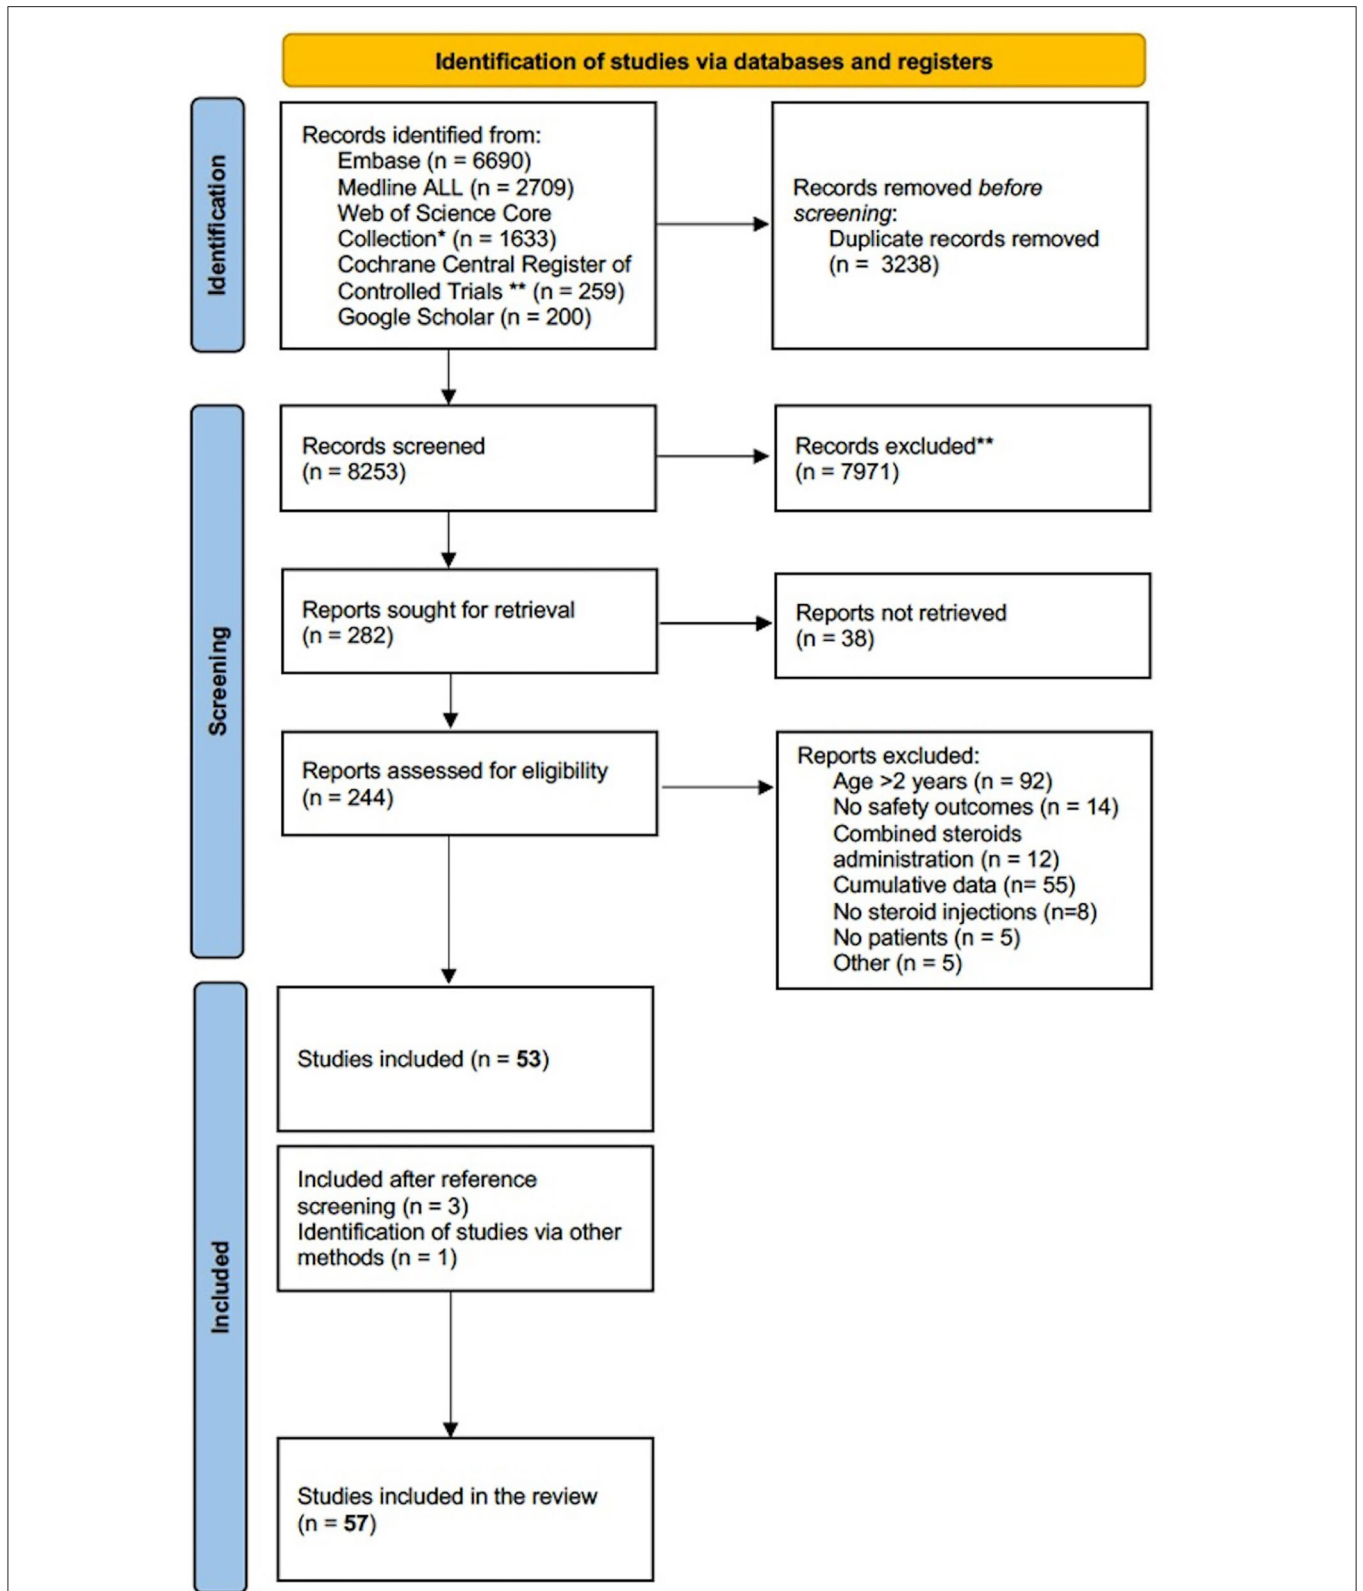 Identification of studies via databases and registers
Identification
Records identified from:
Embase (n = 6690)
Medline ALL (n = 2709)
Web of Science Core
Collection* (n = 1633)
Cochrane Central Register of
Controlled Trials ** (n = 259)
Google Scholar (n = 200)
Records removed before
screening:
Duplicate records removed
(n = 3238)
Screening
Records screened
(n = 8253)
Records excluded**
(n = 7971)
Reports sought for retrieval
(n = 282)
Reports not retrieved
(n = 38)
Reports assessed for eligibility
(n = 244)
Reports excluded:
Age >2 years (n = 92)
No safety outcomes (n = 14)
Combined steroids
administration (n = 12)
Cumulative data (n= 55)
No steroid injections (n=8)
No patients (n = 5)
Other (n = 5)
Included
Studies included (n = 53)
Included after reference
screening (n = 3)
Identification of studies via other
methods (n = 1)
Studies included in the review
(n = 57)